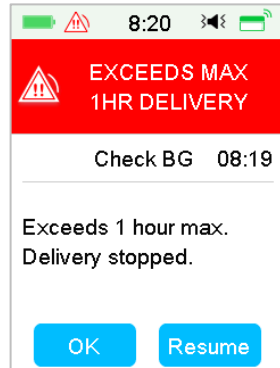 8:20
EXCEEDS MAX
1HR DELIVERY
Check BG 08:19
Exceeds 1 hour max.
Delivery stopped.
OK Resume